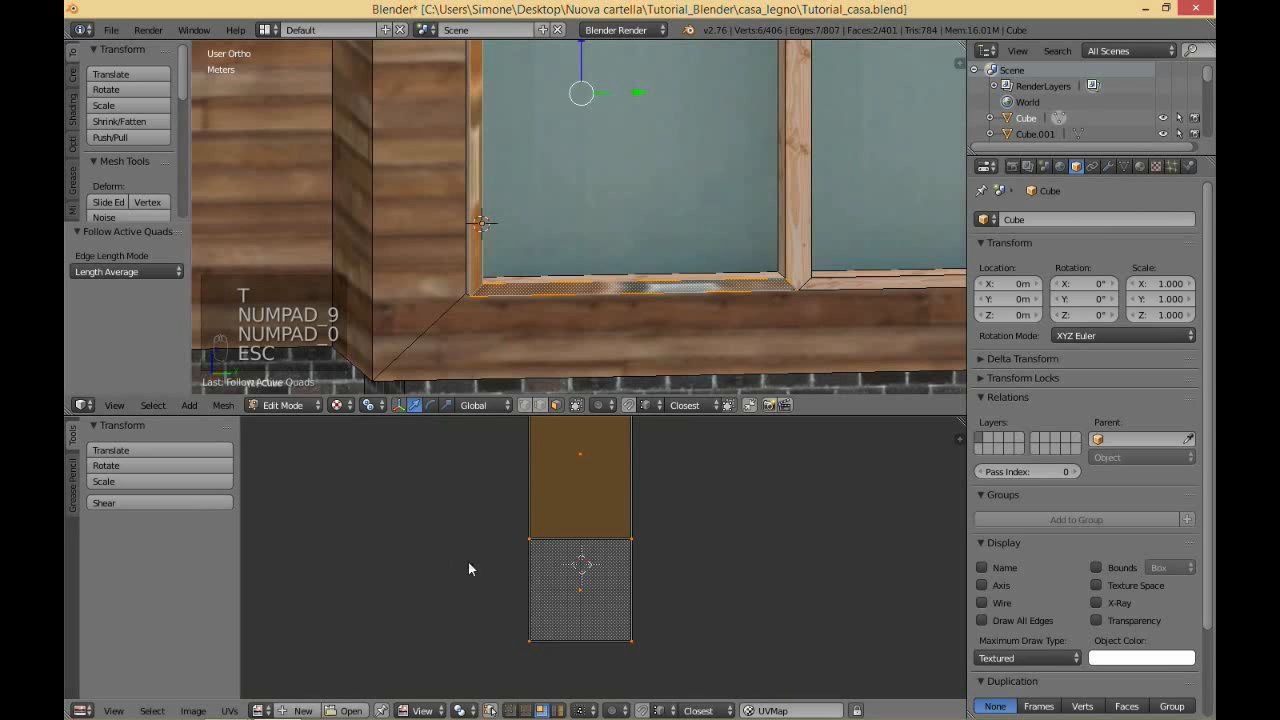 Blender* [C:\Users\Simone\Desktop\Nuova cartella\Tutorial_Blender\casa_legno\Tutorial_casa.blend]
File Render Window Help Default Scene Blender Render v2.76 | Verts:6/406 | Edges:7/807 | Faces:2/401 | Tris:784 | Mem:16.01M | Cube
View Search All Scenes
Scene
RenderLayers
World
Cube
Cube.001
Transform
Translate
Rotate
Scale
Shrink/Fatten
Push/Pull
Mesh Tools
Deform:
Slide Ed Vertex
Noise
Follow Active Quads
Edge Length Mode
Length Average
User Ortho
Meters
T
NUMPAD_9
NUMPAD_0
ESC
View Select Add Mesh Edit Mode Global Closest
Transform
Translate
Rotate
Scale
Shear
Tools
Grease Pencil
View Select Image UVs New Open View Closest UVMap
Cube
Cube
Transform
Location: Rotation: Scale:
X: 0m X: 0° X: 1.000
Y: 0m Y: 0° Y: 1.000
Z: 0m Z: 0° Z: 1.000
Rotation Mode: XYZ Euler
Delta Transform
Transform Locks
Relations
Layers: Parent:
Object
Pass Index: 0
Groups
Add to Group
Display
Name Bounds Box
Axis Texture Space
Wire X-Ray
Draw All Edges Transparency
Maximum Draw Type: Object Color:
Textured
Duplication
None Frames Verts Faces Group